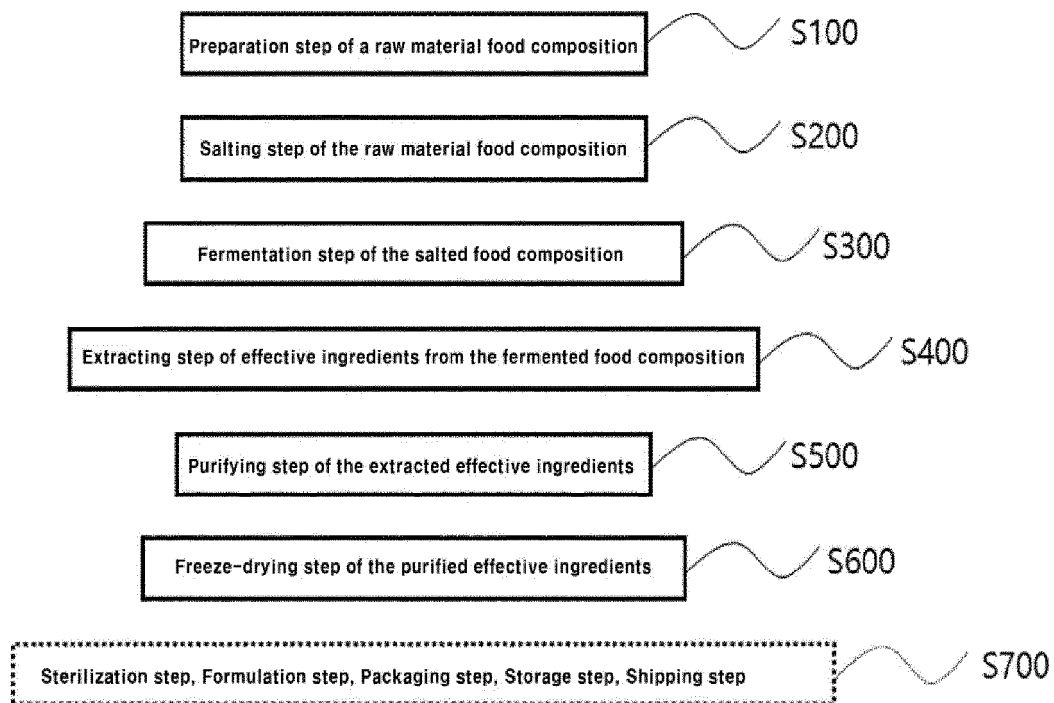 Preparation step of a raw material food composition S100
Salting step of the raw material food composition S200
Fermentation step of the salted food composition S300
Extracting step of effective ingredients from the fermented food composition S400
Purifying step of the extracted effective ingredients S500
Freeze-drying step of the purified effective ingredients S600
Sterilization step, Formulation step, Packaging step, Storage step, Shipping step S700